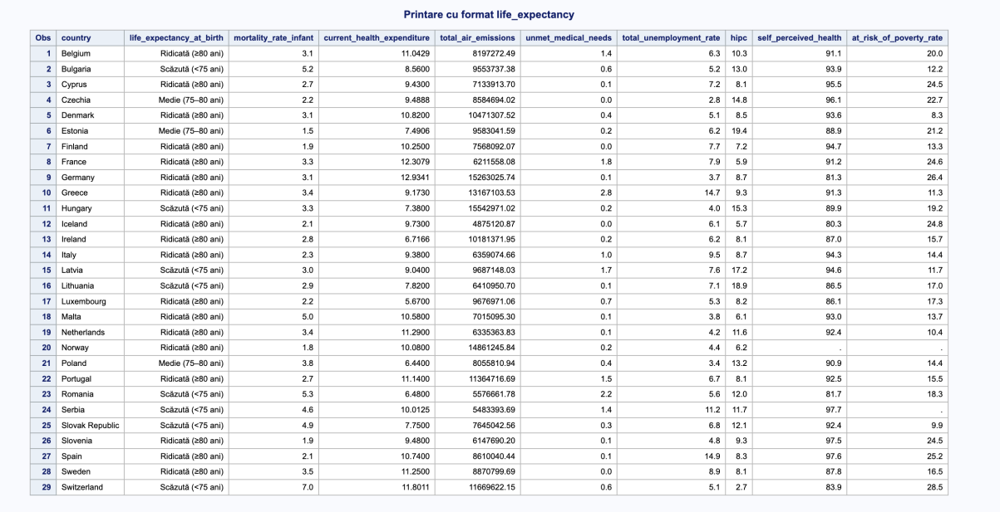 Printare cu format life_expectancy
Obs country life_expectancy_at_birth mortality_rate_infant current_health_expenditure total_air_emissions unmet_medical_needs total_unemployment_rate hipc self_perceived_health at_risk_of_poverty_rate
1 Belgium Ridicată (≥80 ani) 3.1 11.0429 8197272.49 1.4 6.3 10.3 91.1 20.0
2 Bulgaria Scăzută (<75 ani) 5.2 8.5600 9553737.38 0.6 5.2 13.0 93.9 12.2
3 Cyprus Ridicată (≥80 ani) 2.7 9.4300 7133913.70 0.1 7.2 8.1 95.5 24.5
4 Czechia Medie (75–80 ani) 2.2 9.4888 8584694.02 0.0 2.8 14.8 96.1 22.7
5 Denmark Ridicată (≥80 ani) 3.1 10.8200 10471307.52 0.4 5.1 8.5 93.6 8.3
6 Estonia Medie (75–80 ani) 1.5 7.4906 9583041.59 0.2 6.2 19.4 88.9 21.2
7 Finland Ridicată (≥80 ani) 1.9 10.2500 7568092.07 0.0 7.7 7.2 94.7 13.3
8 France Ridicată (≥80 ani) 3.3 12.3079 6211558.08 1.8 7.9 5.9 91.2 24.6
9 Germany Ridicată (≥80 ani) 3.1 12.9341 15263025.74 0.1 3.7 8.7 81.3 26.4
10 Greece Ridicată (≥80 ani) 3.4 9.1730 13167103.53 2.8 14.7 9.3 91.3 11.3
11 Hungary Scăzută (<75 ani) 3.3 7.3800 15542971.02 0.2 4.0 15.3 89.9 19.2
12 Iceland Ridicată (≥80 ani) 2.1 9.7300 4875120.87 0.0 6.1 5.7 80.3 24.8
13 Ireland Ridicată (≥80 ani) 2.8 6.7166 10181371.95 0.2 6.2 8.1 87.0 15.7
14 Italy Ridicată (≥80 ani) 2.3 9.3800 6359074.66 1.0 9.5 8.7 94.3 14.4
15 Latvia Scăzută (<75 ani) 3.0 9.0400 9687148.03 1.7 7.6 17.2 94.6 11.7
16 Lithuania Scăzută (<75 ani) 2.9 7.8200 6410950.70 0.1 7.1 18.9 86.5 17.0
17 Luxembourg Ridicată (≥80 ani) 2.2 5.6700 9676971.06 0.7 5.3 8.2 86.1 17.3
18 Malta Ridicată (≥80 ani) 5.0 10.5800 7015095.30 0.1 3.8 6.1 93.0 13.7
19 Netherlands Ridicată (≥80 ani) 3.4 11.2900 6335363.83 0.1 4.2 11.6 92.4 10.4
20 Norway Ridicată (≥80 ani) 1.8 10.0800 14861245.84 0.2 4.4 6.2 . .
21 Poland Medie (75–80 ani) 3.8 6.4400 8055810.94 0.4 3.4 13.2 90.9 14.4
22 Portugal Ridicată (≥80 ani) 2.7 11.1400 11364716.69 1.5 6.7 8.1 92.5 15.5
23 Romania Scăzută (<75 ani) 5.3 6.4800 5576661.78 2.2 5.6 12.0 81.7 18.3
24 Serbia Scăzută (<75 ani) 4.6 10.0125 5483393.69 1.4 11.2 11.7 97.7 .
25 Slovak Republic Scăzută (<75 ani) 4.9 7.7500 7645042.56 0.3 6.8 12.1 92.4 9.9
26 Slovenia Ridicată (≥80 ani) 1.9 9.4800 6147690.20 0.1 4.8 9.3 97.5 24.5
27 Spain Ridicată (≥80 ani) 2.1 10.7400 8610040.44 0.1 14.9 8.3 97.6 25.2
28 Sweden Ridicată (≥80 ani) 3.5 11.2500 8870799.69 0.0 8.9 8.1 87.8 16.5
29 Switzerland Scăzută (<75 ani) 7.0 11.8011 11669622.15 0.6 5.1 2.7 83.9 28.5